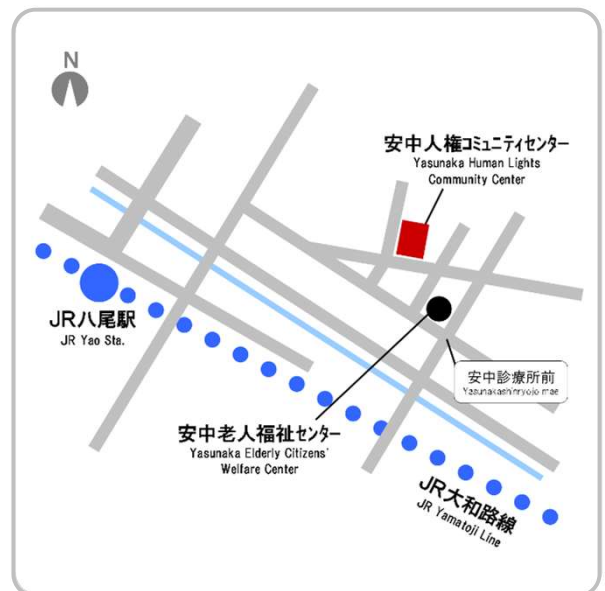 N
安中人権コミュニティセンター
Yasunaka Human Lights
Community Center
JR八尾駅
JR Yao Sta.
安中診療所前
Yasunakashinryojo mae
安中老人福祉センター
Yasunaka Elderly Citizens'
Welfare Center
JR大和路線
JR Yamatoji Line